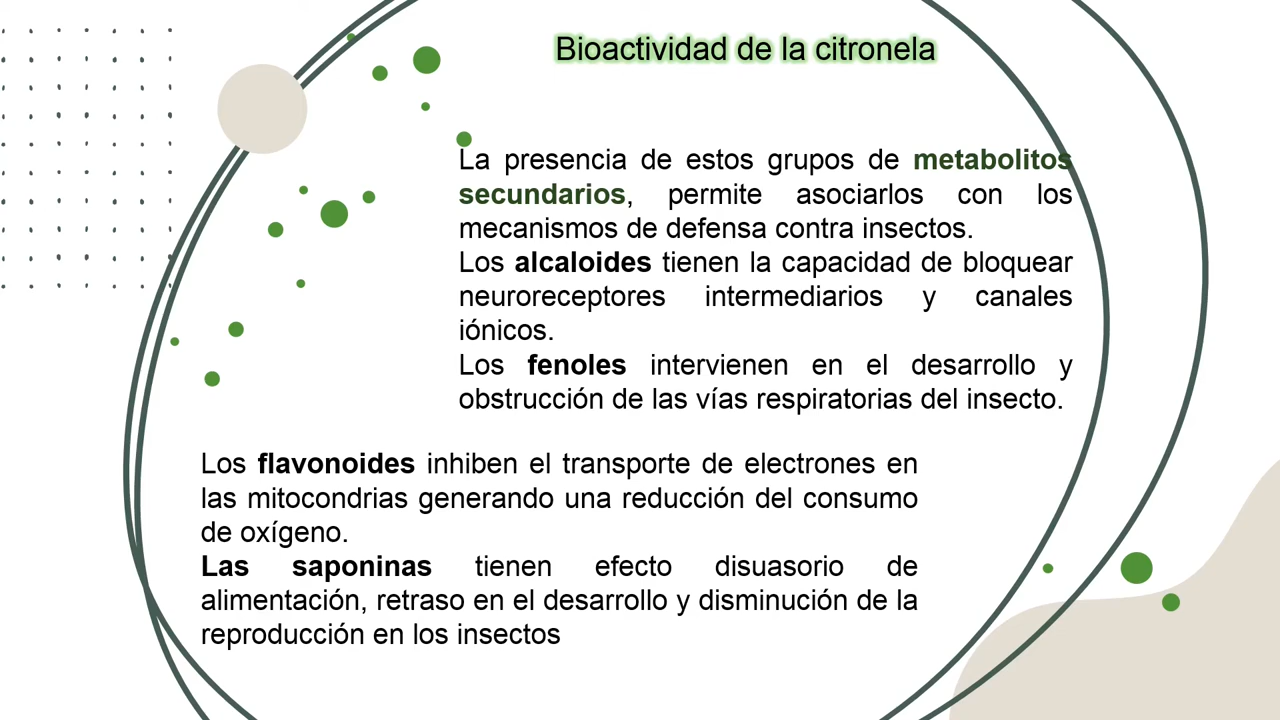 Bioactividad de la citronela
La presencia de estos grupos de metabolitos
secundarios, permite asociarlos con los
mecanismos de defensa contra insectos.
Los alcaloides tienen la capacidad de bloquear
neuroreceptores intermediarios y canales
iónicos.
Los fenoles intervienen en el desarrollo y
obstrucción de las vías respiratorias del insecto.
Los flavonoides inhiben el transporte de electrones en
las mitocondrias generando una reducción del consumo
de oxígeno.
Las saponinas tienen efecto disuasorio de
alimentación, retraso en el desarrollo y disminución de la
reproducción en los insectos